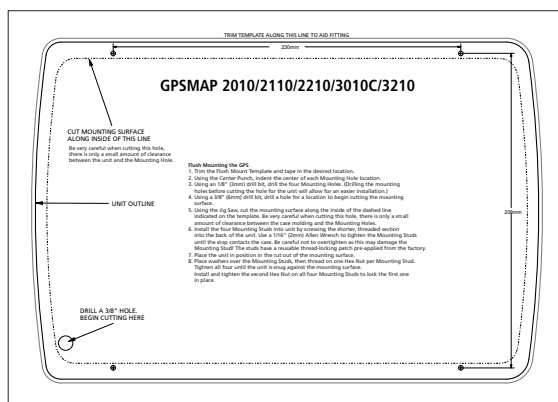 TRIM TEMPLATE ALONG THIS LINE TO AID FITTING
230mm
GPSMAP 2010/2110/2210/3010C/3210
CUT MOUNTING SURFACE
ALONG INSIDE OF THIS LINE
Be very careful when cutting this hole,
there is only a small amount of clearance
between the unit and the Mounting Hole.
UNIT OUTLINE
Flush Mounting the GPS
1. Trim the Flush Mount Template and tape in the desired location.
2. Using the Center Punch, indent the center of each Mounting Hole location.
3. Using an 1/8" (3mm) drill bit, drill the four Mounting Holes. (Drilling the mounting
holes before cutting the hole for the unit will allow for an easier installation.)
4. Using a 3/8" (6mm) drill bit, drill a hole for a location to begin cutting the mounting
surface.
5. Using the Jig Saw, cut the mounting surface along the inside of the dashed line
indicated on the template. Be very careful when cutting this hole, there is only a small
amount of clearance between the case molding and the Mounting Holes.
6. Install the four Mounting Studs into unit by screwing the shorter, threaded section
into the back of the unit. Use a 1/16" (2mm) Allen Wrench to tighten the Mounting Studs
until the stop contacts the case. Be careful not to overtighten as this may damage the
Mounting Stud! The studs have a reusable thread-locking patch pre-applied from the factory.
7. Place the unit in position in the cut out of the mounting surface.
8. Place washers over the Mounting Studs, then thread on one Hex Nut per Mounting Stud.
Tighten all four until the unit is snug against the mounting surface.
Install and tighten the second Hex Nut on all four Mounting Studs to lock the first one
in place.
200mm
DRILL A 3/8" HOLE.
BEGIN CUTTING HERE